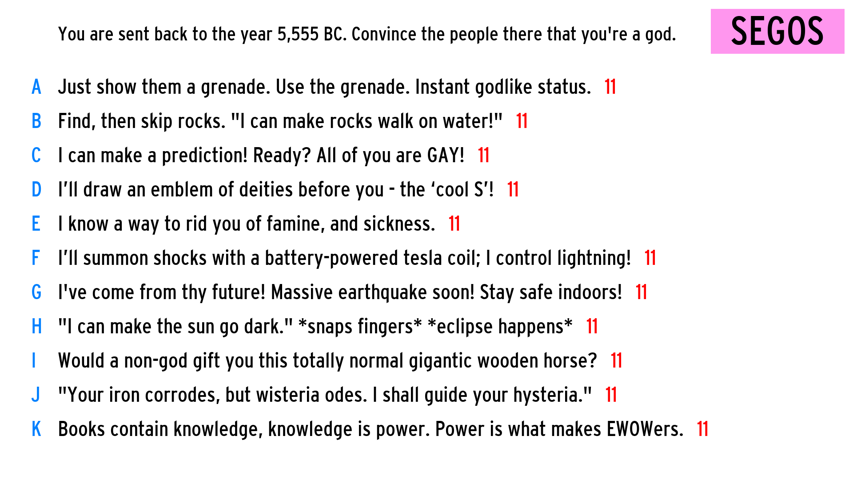 You are sent back to the year 5,555 BC. Convince the people there that you're a god.
SEGOS
A Just show them a grenade. Use the grenade. Instant godlike status. 11
B Find, then skip rocks. "I can make rocks walk on water!" 11
C I can make a prediction! Ready? All of you are GAY! 11
D I’ll draw an emblem of deities before you - the ‘cool S’! 11
E I know a way to rid you of famine, and sickness. 11
F I’ll summon shocks with a battery-powered tesla coil; I control lightning! 11
G I've come from thy future! Massive earthquake soon! Stay safe indoors! 11
H "I can make the sun go dark." *snaps fingers* *eclipse happens* 11
I Would a non-god gift you this totally normal gigantic wooden horse? 11
J "Your iron corrodes, but wisteria odes. I shall guide your hysteria." 11
K Books contain knowledge, knowledge is power. Power is what makes EWOWers. 11